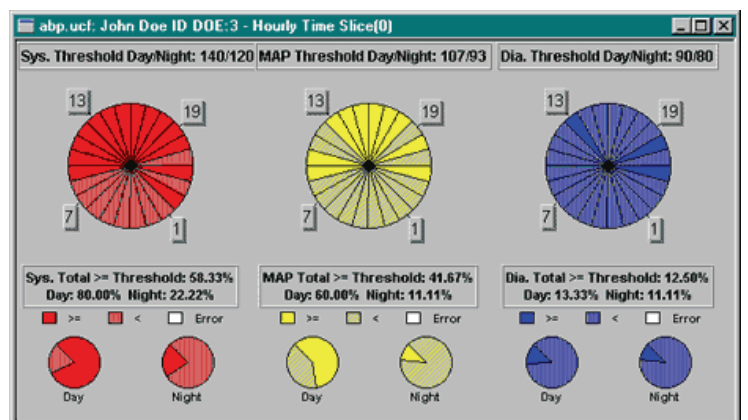 abp.ucf: John Doe ID DOE:3 - Hourly Time Slice(0)
Sys. Threshold Day/Night: 140/120
MAP Threshold Day/Night: 107/93
Dia. Threshold Day/Night: 90/80
13
19
7
1
13
19
7
1
13
19
7
1
Sys. Total >= Threshold: 58.33%
Day: 80.00% Night: 22.22%
MAP Total >= Threshold: 41.67%
Day: 60.00% Night: 11.11%
Dia. Total >= Threshold: 12.50%
Day: 13.33% Night: 11.11%
>= < Error
>= < Error
>= < Error
Day Night
Day Night
Day Night